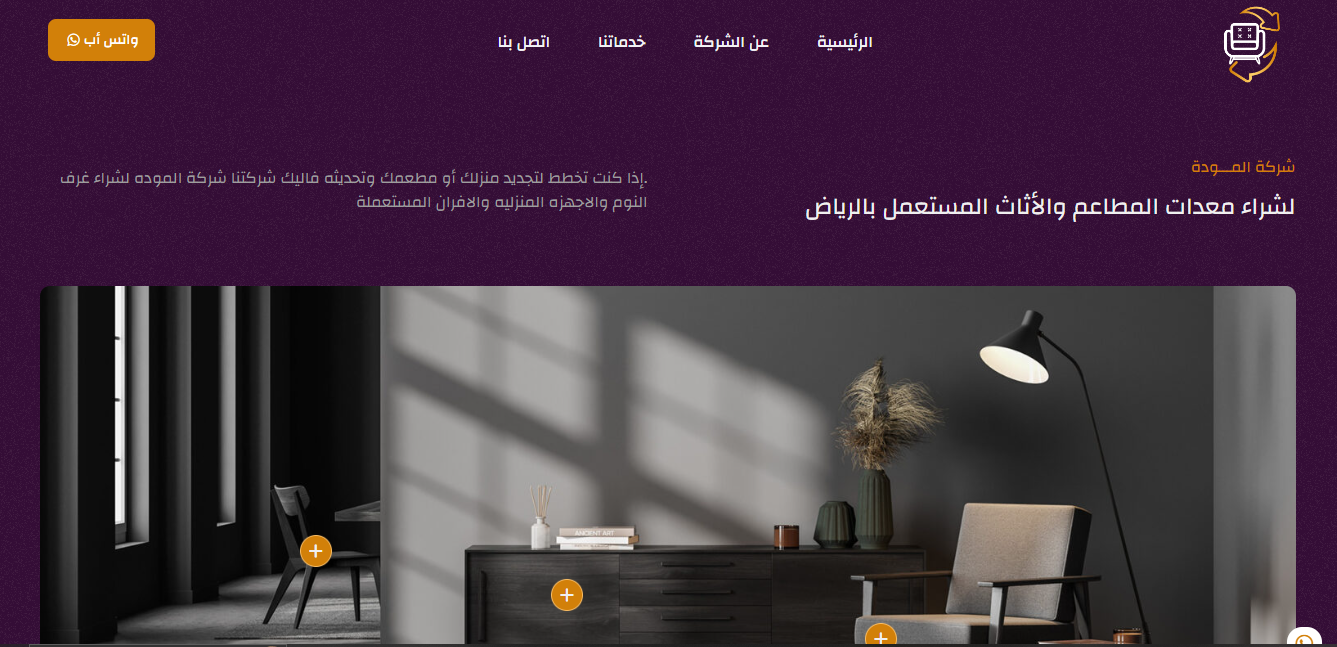 الرئيسية
عن الشركة
خدماتنا
اتصل بنا
واتس أب
شركة المـــودة
لشراء معدات المطاعم والأثاث المستعمل بالرياض
.إذا كنت تخطط لتجديد منزلك أو مطعمك وتحديثه فاليك شركتنا شركة الموده لشراء غرف
النوم والاجهزه المنزليه والافران المستعملة
ANCIENT ART